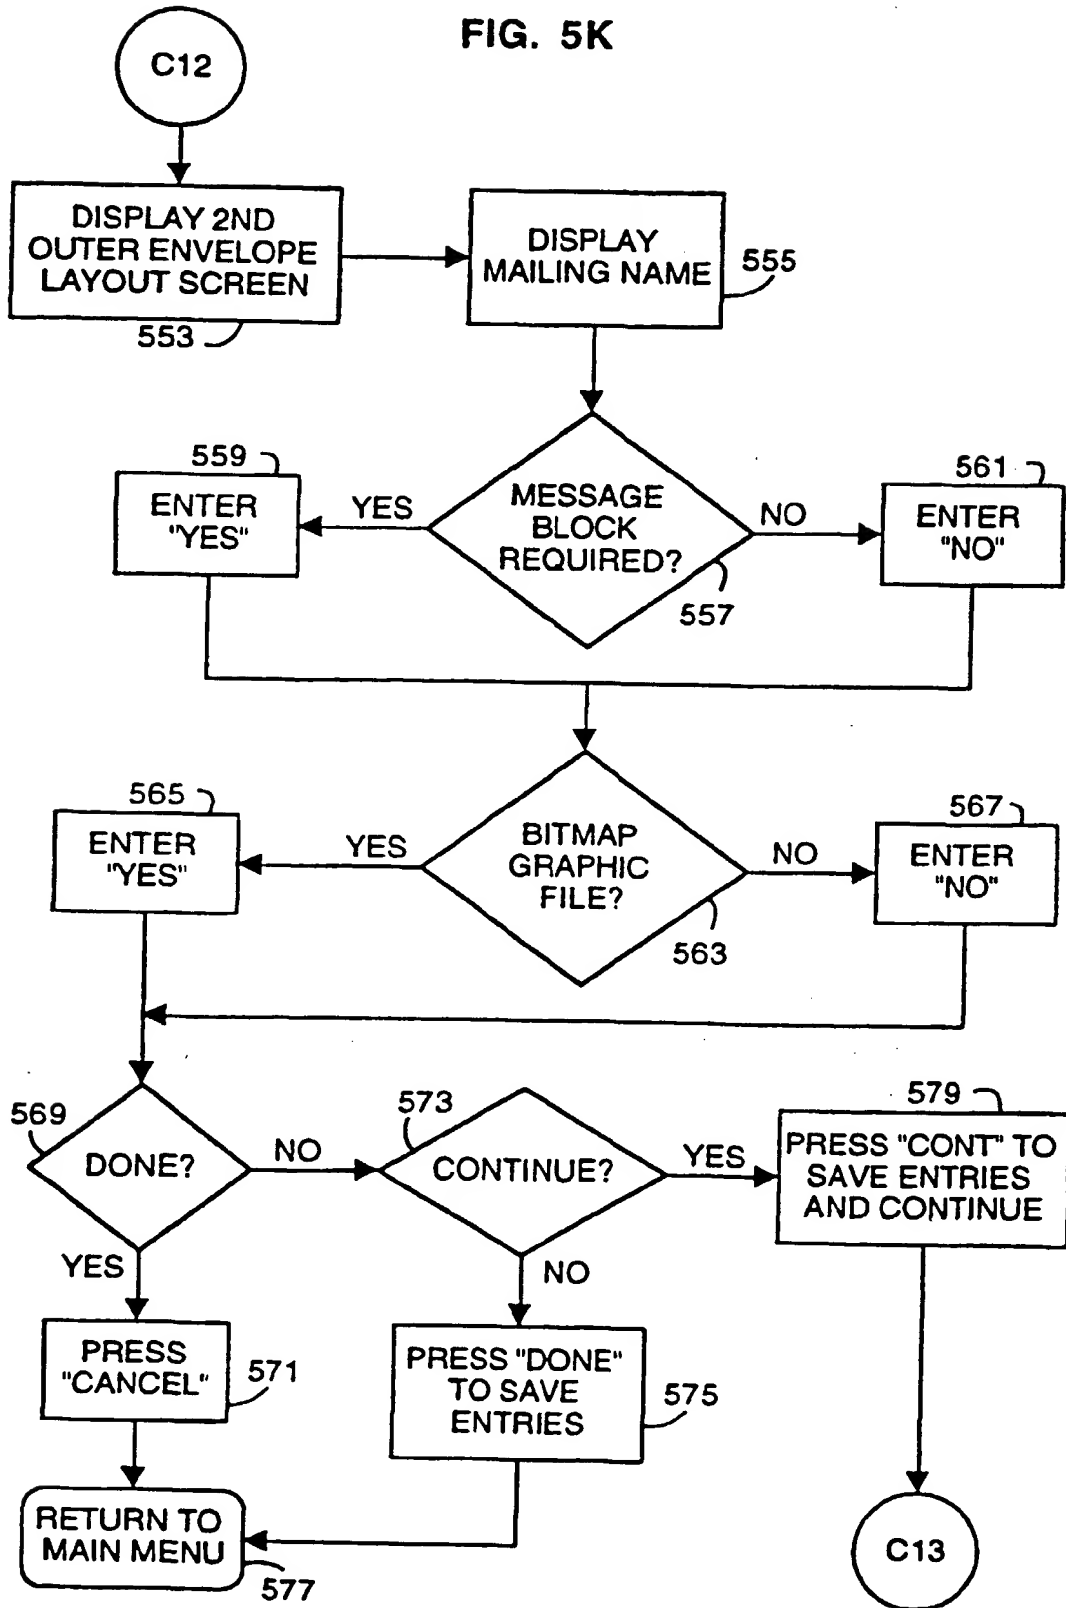 FIG. 5K
C12
DISPLAY 2ND
OUTER ENVELOPE
LAYOUT SCREEN
553
DISPLAY
MAILING NAME
555
MESSAGE
BLOCK
REQUIRED?
557
YES
NO
559
ENTER
"YES"
561
ENTER
"NO"
BITMAP
GRAPHIC
FILE?
563
YES
NO
565
ENTER
"YES"
567
ENTER
"NO"
569
DONE?
NO
YES
573
CONTINUE?
YES
NO
579
PRESS "CONT" TO
SAVE ENTRIES
AND CONTINUE
PRESS
"CANCEL"
571
PRESS "DONE"
TO SAVE
ENTRIES
575
RETURN TO
MAIN MENU
577
C13